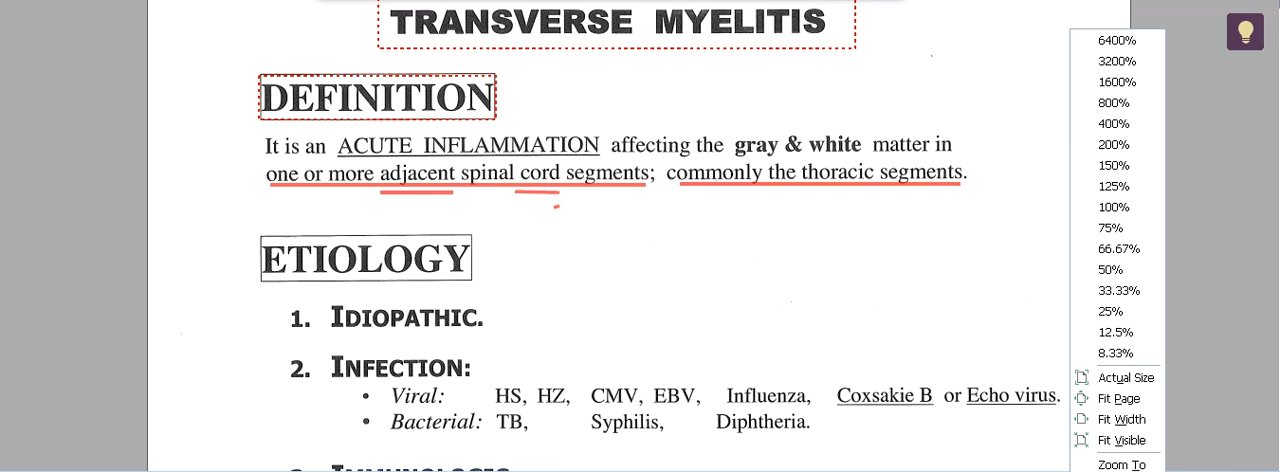 TRANSVERSE MYELITIS
DEFINITION
It is an ACUTE INFLAMMATION affecting the gray & white matter in
one or more adjacent spinal cord segments; commonly the thoracic segments.
ETIOLOGY
1. IDIOPATHIC.
2. INFECTION:
• Viral: HS, HZ, CMV, EBV, Influenza, Coxsakie B or Echo virus.
• Bacterial: TB, Syphilis, Diphtheria.
6400%
3200%
1600%
800%
400%
200%
150%
125%
100%
75%
66.67%
50%
33.33%
25%
12.5%
8.33%
Actual Size
Fit Page
Fit Width
Fit Visible
Zoom To